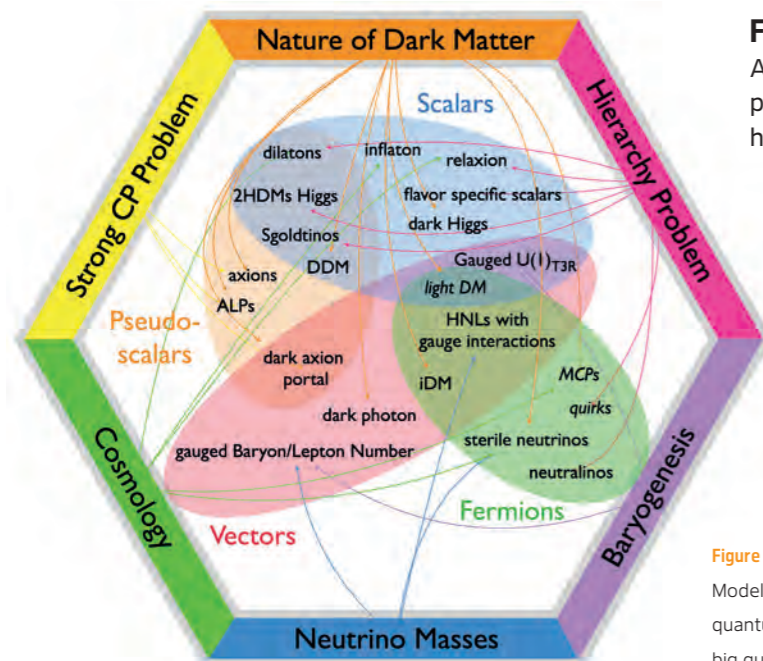 Nature of Dark Matter
Strong CP Problem
Hierarchy Problem
Scalars
dilatons
inflaton
relaxion
2HDMs Higgs
flavor specific scalars
dark Higgs
Sgoldtinos
DDM
Gauged U(1)T3R
axions
light DM
ALPs
HNLs with
gauge interactions
Pseudo-
scalars
dark axion
portal
iDM
MCPs
dark photon
quirks
gauged Baryon/Lepton Number
sterile neutrinos
neutralinos
Vectors
Fermions
Cosmology
Baryogenesis
Neutrino Masses
F
A
p
h
Figure
Model
quantu
big qu